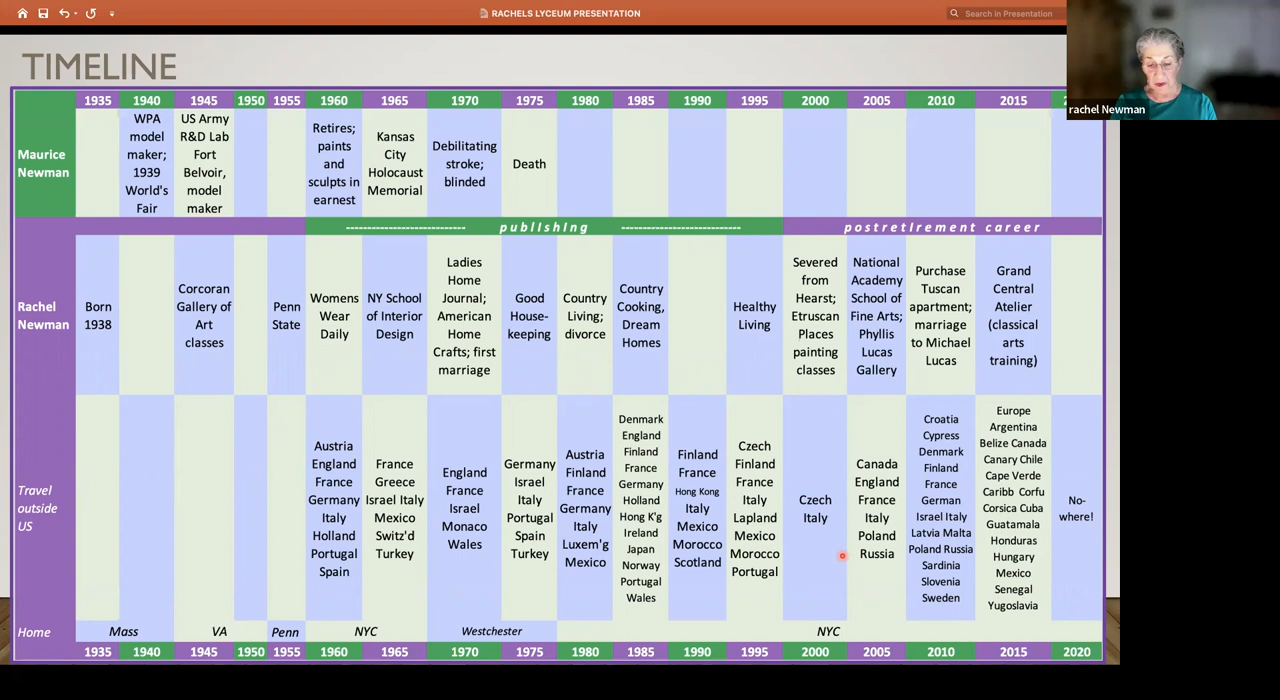 RACHELS LYCEUM PRESENTATION
Search in Presentation
rachel Newman
TIMELINE
1935 1940 1945 1950 1955 1960 1965 1970 1975 1980 1985 1990 1995 2000 2005 2010 2015
Maurice
Newman
WPA
model
maker;
1939
World's
Fair
US Army
R&D Lab
Fort
Belvoir,
model
maker
Retires;
paints
and
sculpts in
earnest
Kansas
City
Holocaust
Memorial
Debilitating
stroke;
blinded
Death
--------------------------- publishing ---------------------------
postretirement career
Rachel
Newman
Born
1938
Corcoran
Gallery of
Art
classes
Penn
State
Womens
Wear
Daily
NY School
of Interior
Design
Ladies
Home
Journal;
American
Home
Crafts; first
marriage
Good
House-
keeping
Country
Living;
divorce
Country
Cooking,
Dream
Homes
Healthy
Living
Severed
from
Hearst;
Etruscan
Places
painting
classes
National
Academy
School of
Fine Arts;
Phyllis
Lucas
Gallery
Purchase
Tuscan
apartment;
marriage
to Michael
Lucas
Grand
Central
Atelier
(classical
arts
training)
Travel
outside
US
Austria
England
France
Germany
Italy
Holland
Portugal
Spain
France
Greece
Israel Italy
Mexico
Switz'd
Turkey
England
France
Israel
Monaco
Wales
Germany
Israel
Italy
Portugal
Spain
Turkey
Austria
Finland
France
Germany
Italy
Luxem'g
Mexico
Denmark
England
Finland
France
Germany
Holland
Hong K'g
Ireland
Japan
Norway
Portugal
Wales
Finland
France
Hong Kong
Italy
Mexico
Morocco
Scotland
Czech
Finland
France
Italy
Lapland
Mexico
Morocco
Portugal
Czech
Italy
Canada
England
France
Italy
Poland
Russia
Croatia
Cypress
Denmark
Finland
France
German
Israel Italy
Latvia Malta
Poland Russia
Sardinia
Slovenia
Sweden
Europe
Argentina
Belize Canada
Canary Chile
Cape Verde
Caribb Corfu
Corsica Cuba
Guatamala
Honduras
Hungary
Mexico
Senegal
Yugoslavia
No-
where!
Home Mass VA Penn NYC Westchester NYC
1935 1940 1945 1950 1955 1960 1965 1970 1975 1980 1985 1990 1995 2000 2005 2010 2015 2020